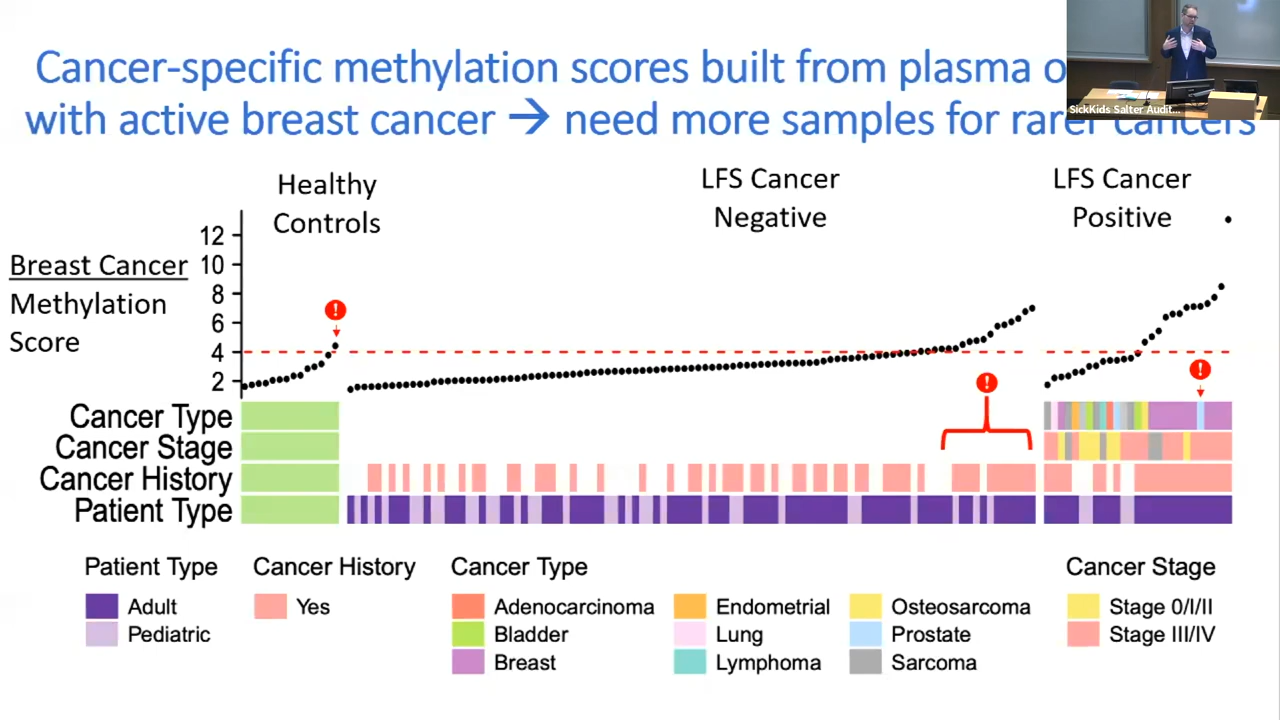 Cancer-specific methylation scores built from plasma o
with active breast cancer → need more samples for rarer cancers
SickKids Salter Audit...
Healthy
Controls
LFS Cancer
Negative
LFS Cancer
Positive
Breast Cancer
Methylation
Score
12
10
8
6
4
2
!
!
!
Cancer Type
Cancer Stage
Cancer History
Patient Type
Patient Type
Adult
Pediatric
Cancer History
Yes
Cancer Type
Adenocarcinoma
Bladder
Breast
Endometrial
Lung
Lymphoma
Osteosarcoma
Prostate
Sarcoma
Cancer Stage
Stage 0/I/II
Stage III/IV